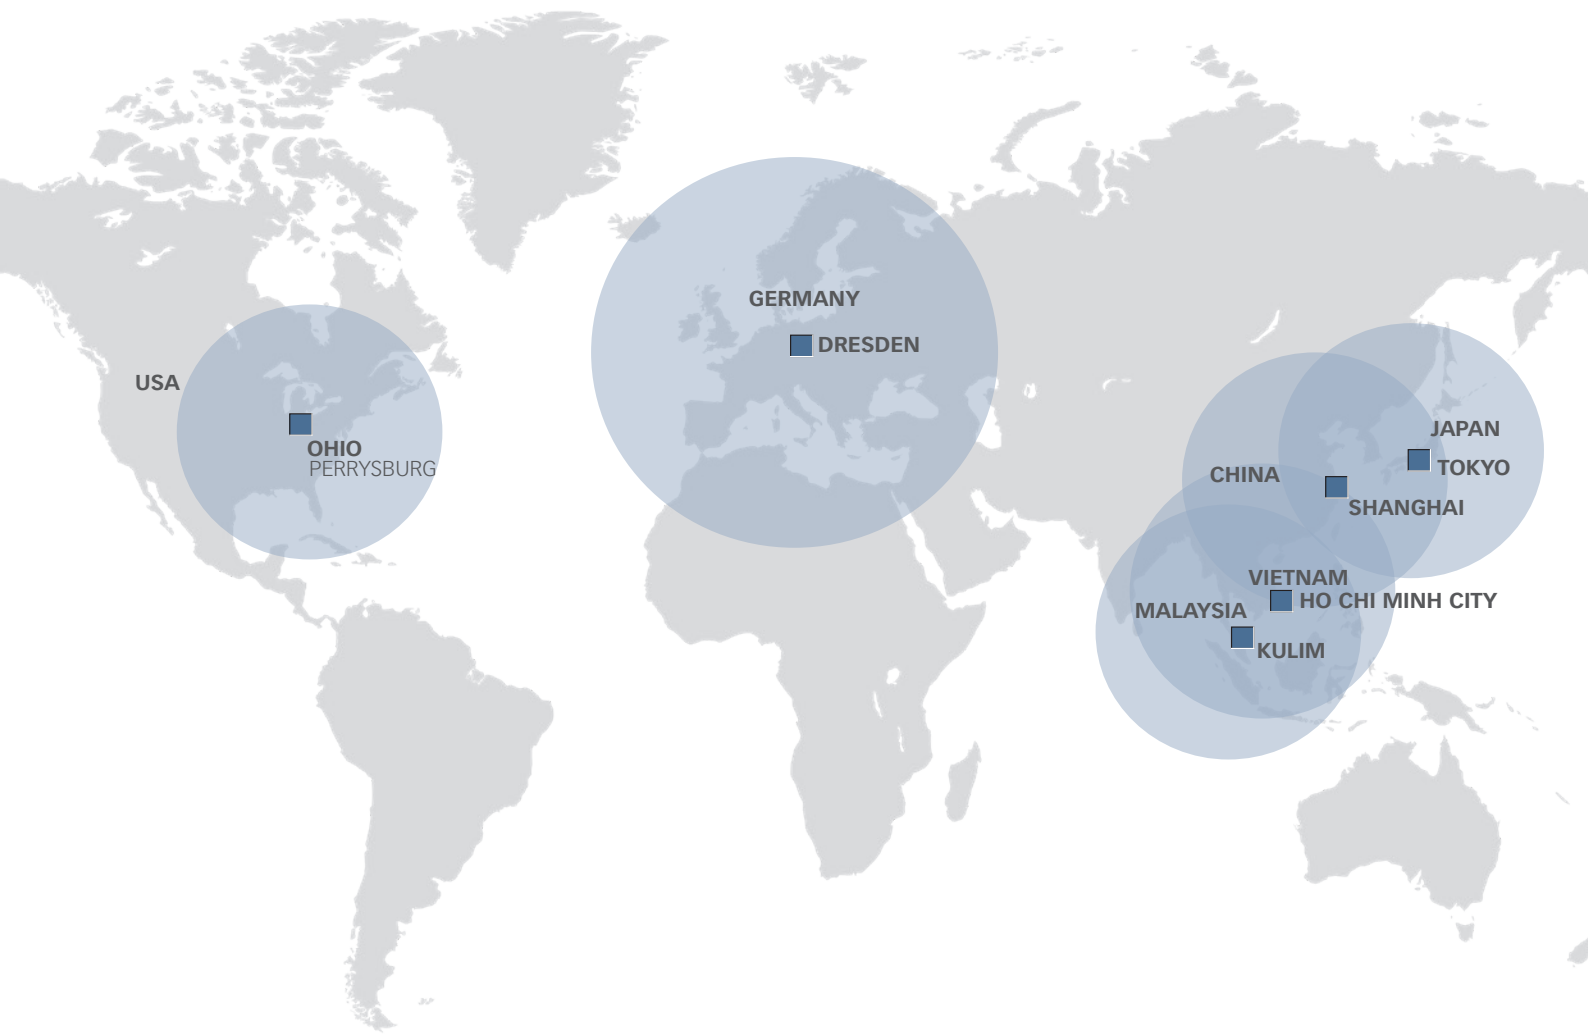 GERMANY
DRESDEN
USA
OHIO
PERRYSBURG
JAPAN
TOKYO
CHINA
SHANGHAI
VIETNAM
HO CHI MINH CITY
MALAYSIA
KULIM